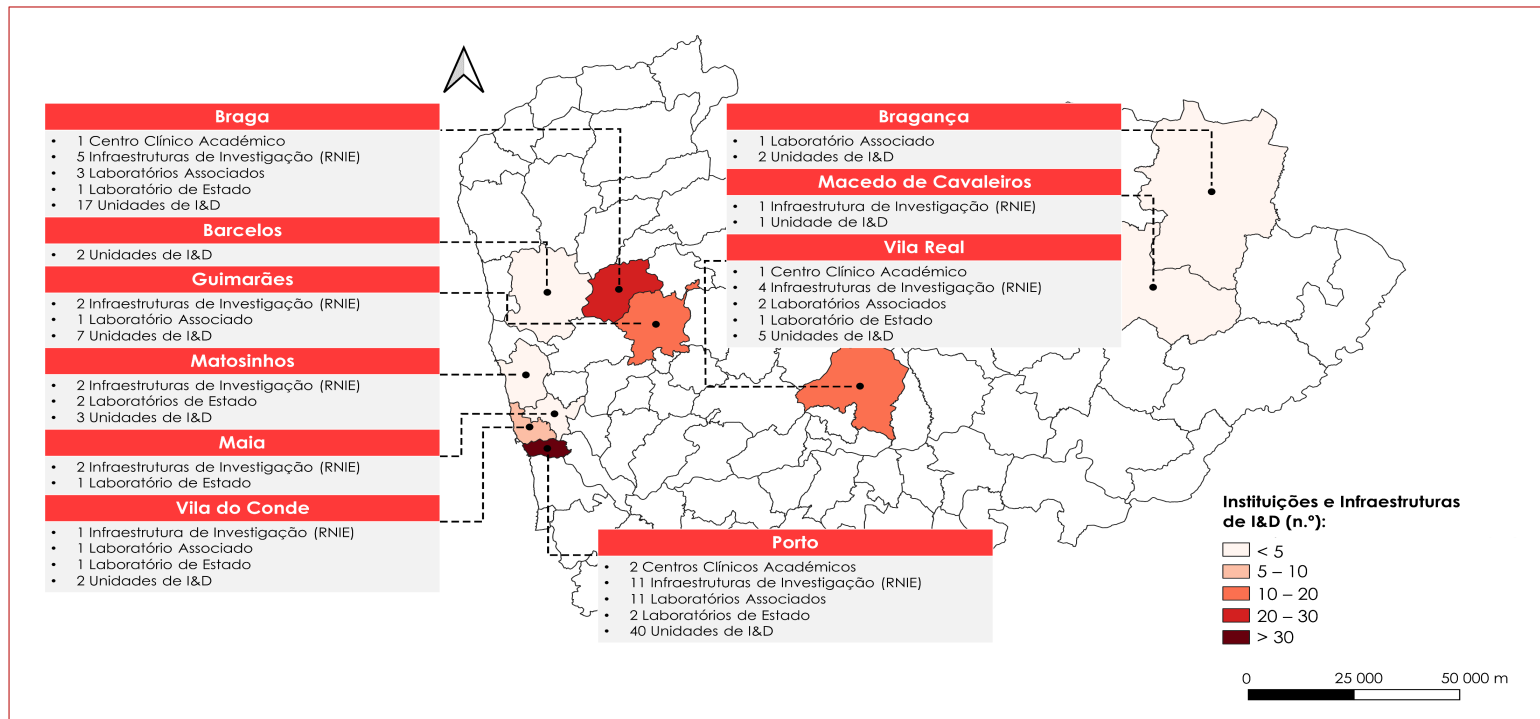 Braga
• 1 Centro Clínico Académico
• 5 Infraestruturas de Investigação (RNIE)
• 3 Laboratórios Associados
• 1 Laboratório de Estado
• 17 Unidades de I&D
Barcelos
• 2 Unidades de I&D
Guimarães
• 2 Infraestruturas de Investigação (RNIE)
• 1 Laboratório Associado
• 7 Unidades de I&D
Matosinhos
• 2 Infraestruturas de Investigação (RNIE)
• 2 Laboratórios de Estado
• 3 Unidades de I&D
Maia
• 2 Infraestruturas de Investigação (RNIE)
• 1 Laboratório de Estado
Vila do Conde
• 1 Infraestrutura de Investigação (RNIE)
• 1 Laboratório Associado
• 1 Laboratório de Estado
• 2 Unidades de I&D
Bragança
• 1 Laboratório Associado
• 2 Unidades de I&D
Macedo de Cavaleiros
• 1 Infraestrutura de Investigação (RNIE)
• 1 Unidade de I&D
Vila Real
• 1 Centro Clínico Académico
• 4 Infraestruturas de Investigação (RNIE)
• 2 Laboratórios Associados
• 1 Laboratório de Estado
• 5 Unidades de I&D
Porto
• 2 Centros Clínicos Académicos
• 11 Infraestruturas de Investigação (RNIE)
• 11 Laboratórios Associados
• 2 Laboratórios de Estado
• 40 Unidades de I&D
Instituições e Infraestruturas
de I&D (n.º):
< 5
5 – 10
10 – 20
20 – 30
> 30
0 25 000 50 000 m